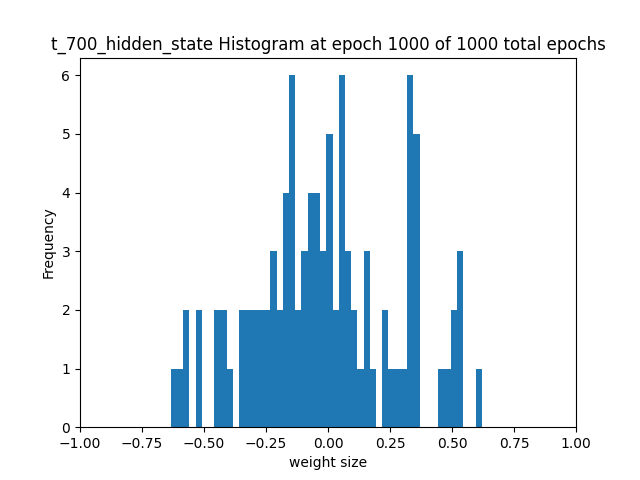 t_700_hidden_state Histogram at epoch 1000 of 1000 total epochs
6
5
4
3
2
1
0
Frequency
−1.00 −0.75 −0.50 −0.25 0.00 0.25 0.50 0.75 1.00
weight size